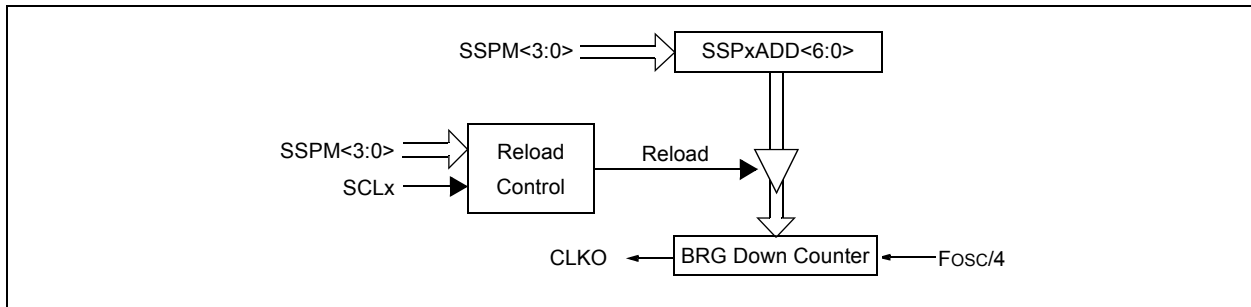 SSPM<3:0>
SSPxADD<6:0>
SSPM<3:0>
SCLx
Reload
Control
Reload
CLKO
BRG Down Counter
FOSC/4